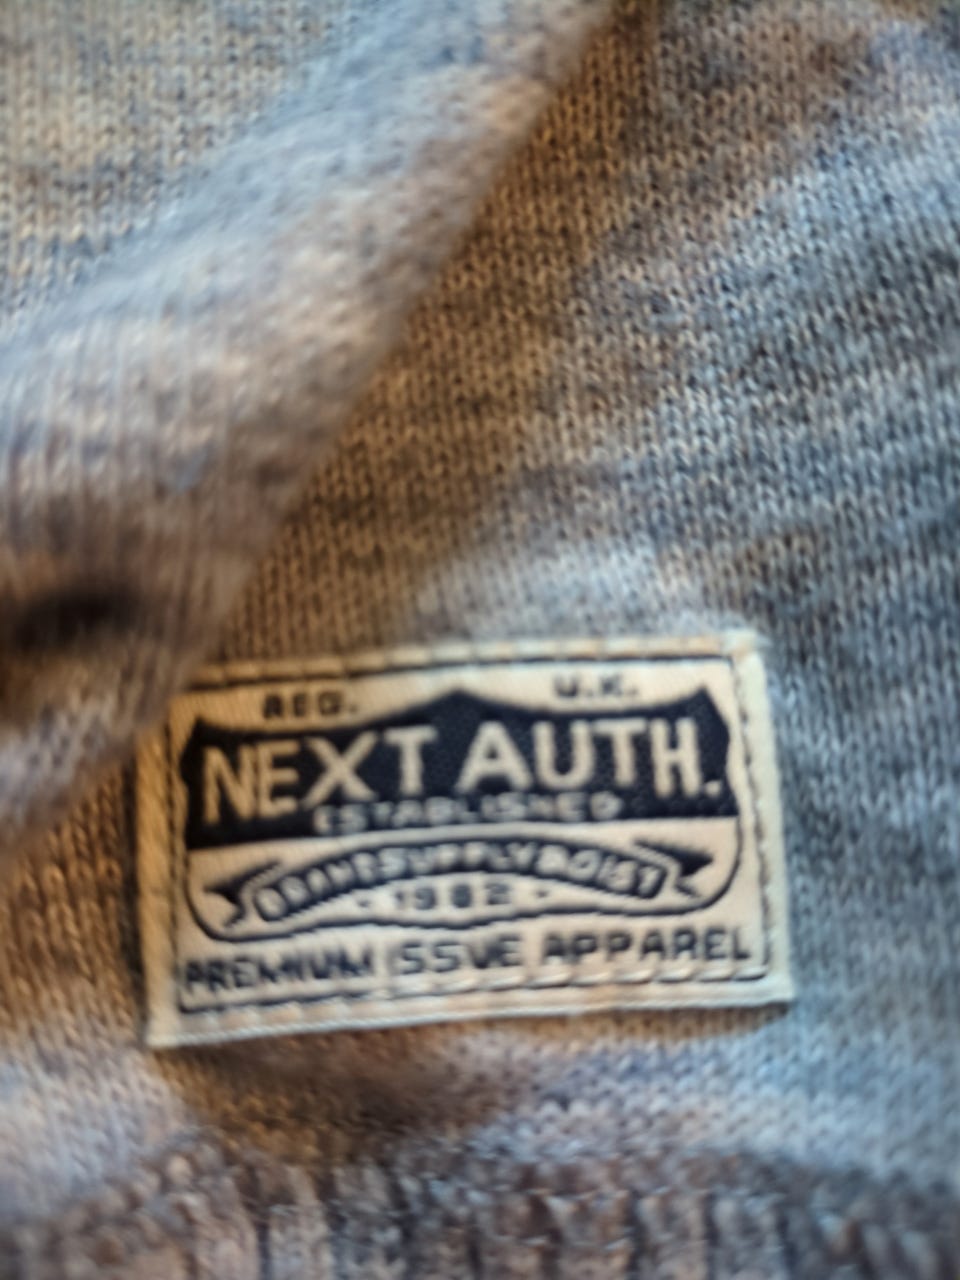 REG. U.K.
NEXT AUTH.
ESTABLISHED
- 1982 -
PREMIUM ISSUE APPAREL